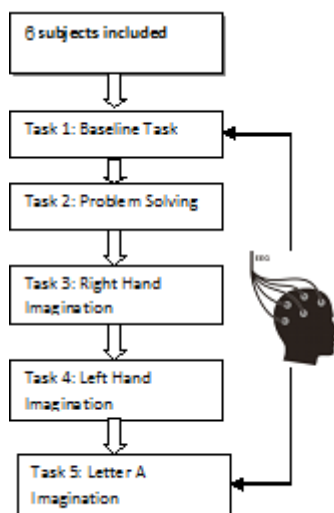 6 subjects included
Task 1: Baseline Task
Task 2: Problem Solving
Task 3: Right Hand
Imagination
EEG
Task 4: Left Hand
Imagination
Task 5: Letter A
Imagination